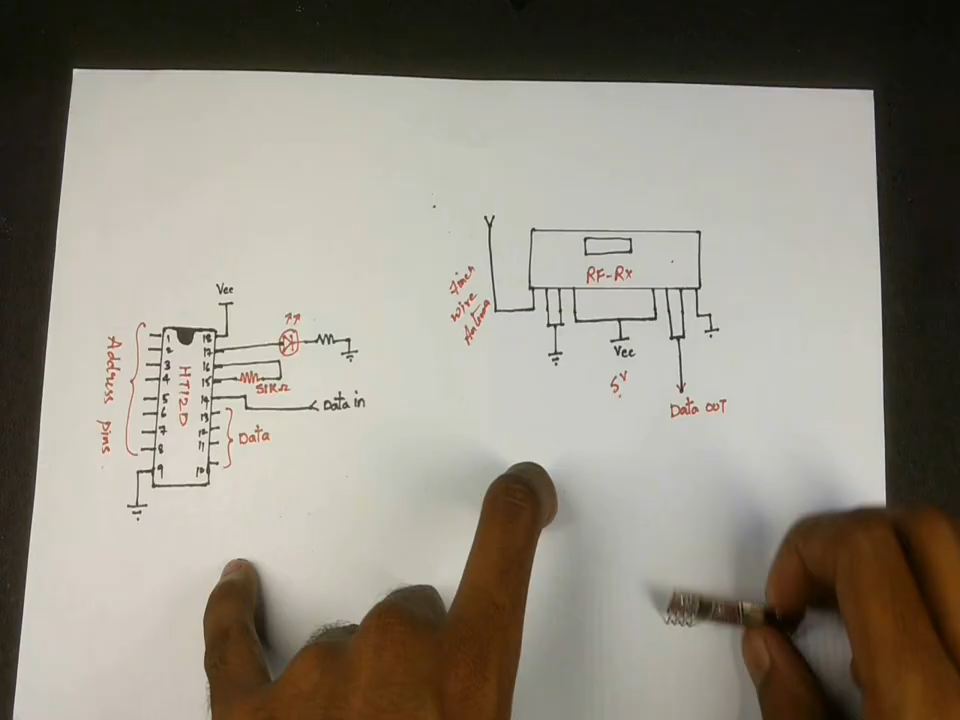 Vcc
1
2
3
4
5
6
7
8
9
18
17
16
15
14
13
12
11
10
HT12D
Address pins
51KΩ
Data in
Data
RF-Rx
wire
Vcc
5V
Data OUT